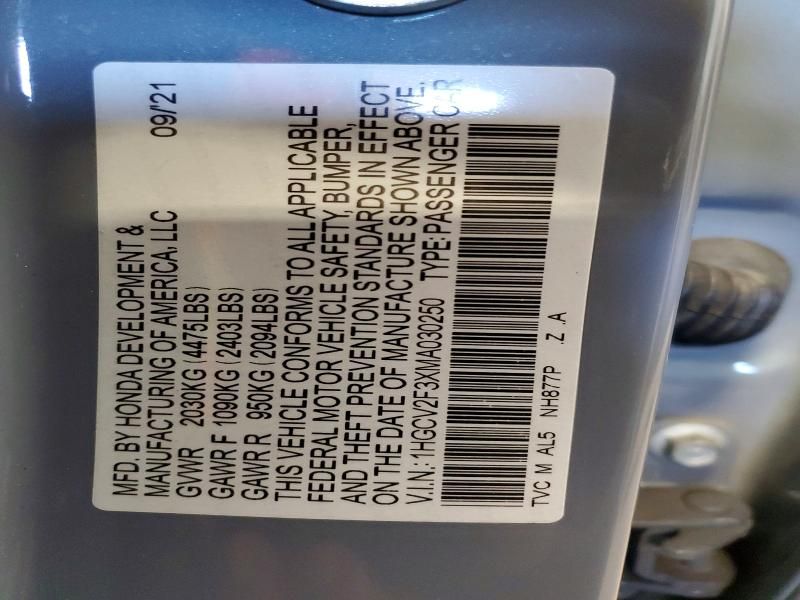 MFD. BY HONDA DEVELOPMENT &
MANUFACTURING OF AMERICA, LLC 09/'21
GVWR 2030KG (4475LBS)
GAWR F 1090KG (2403LBS)
GAWR R 950KG (2094LBS)
THIS VEHICLE CONFORMS TO ALL APPLICABLE
FEDERAL MOTOR VEHICLE SAFETY, BUMPER,
AND THEFT PREVENTION STANDARDS IN EFFECT
ON THE DATE OF MANUFACTURE SHOWN ABOVE.
V.I.N.: 1HGCV2F3XMA030250 TYPE:PASSENGER CAR
TVC M AL5 NH877P .Z .A